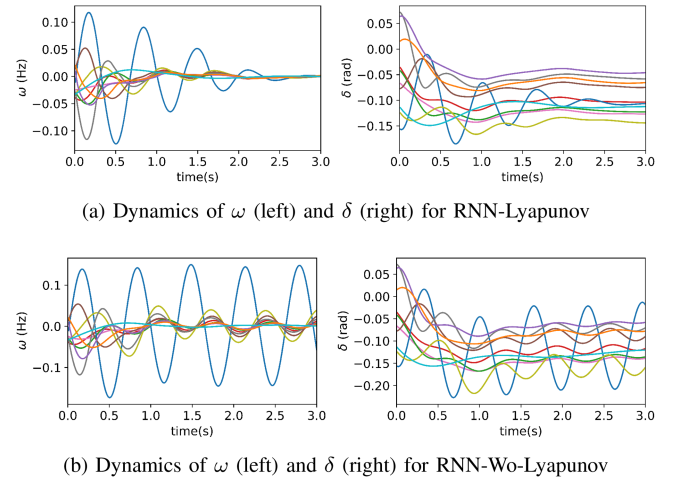 0.10
0.05
0.00
−0.05
−0.10
ω (Hz)
0.0 0.5 1.0 1.5 2.0 2.5 3.0
time(s)
0.05
0.00
−0.05
−0.10
−0.15
δ (rad)
0.0 0.5 1.0 1.5 2.0 2.5 3.0
time(s)
(a) Dynamics of ω (left) and δ (right) for RNN-Lyapunov
0.1
0.0
−0.1
ω (Hz)
0.0 0.5 1.0 1.5 2.0 2.5 3.0
time(s)
0.05
0.00
−0.05
−0.10
−0.15
−0.20
δ (rad)
0.0 0.5 1.0 1.5 2.0 2.5 3.0
time(s)
(b) Dynamics of ω (left) and δ (right) for RNN-Wo-Lyapunov